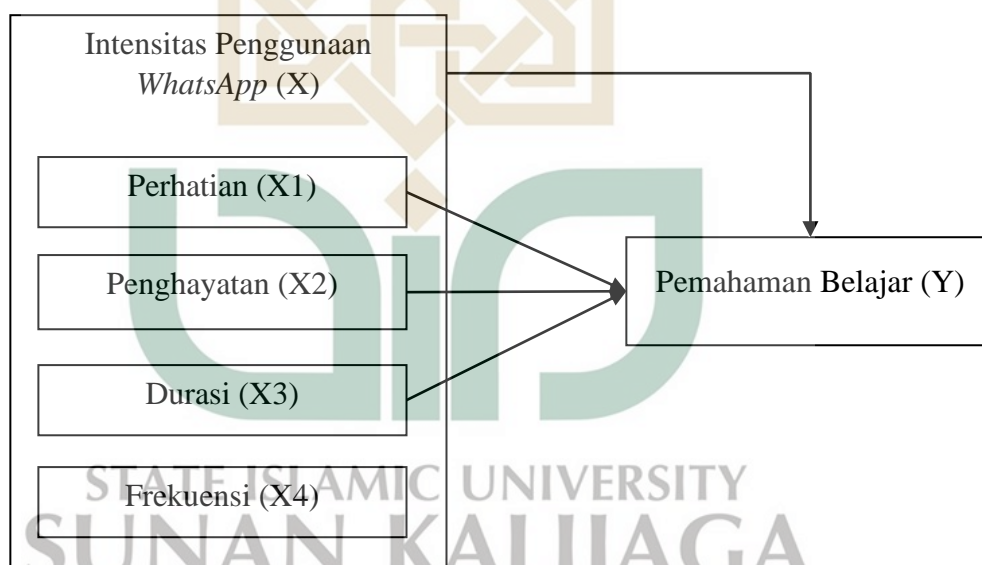 Intensitas Penggunaan
WhatsApp (X)
Perhatian (X1)
Penghayatan (X2)
Pemahaman Belajar (Y)
Durasi (X3)
Frekuensi (X4)
STATE ISLAMIC UNIVERSITY
SUNAN KALIJAGA